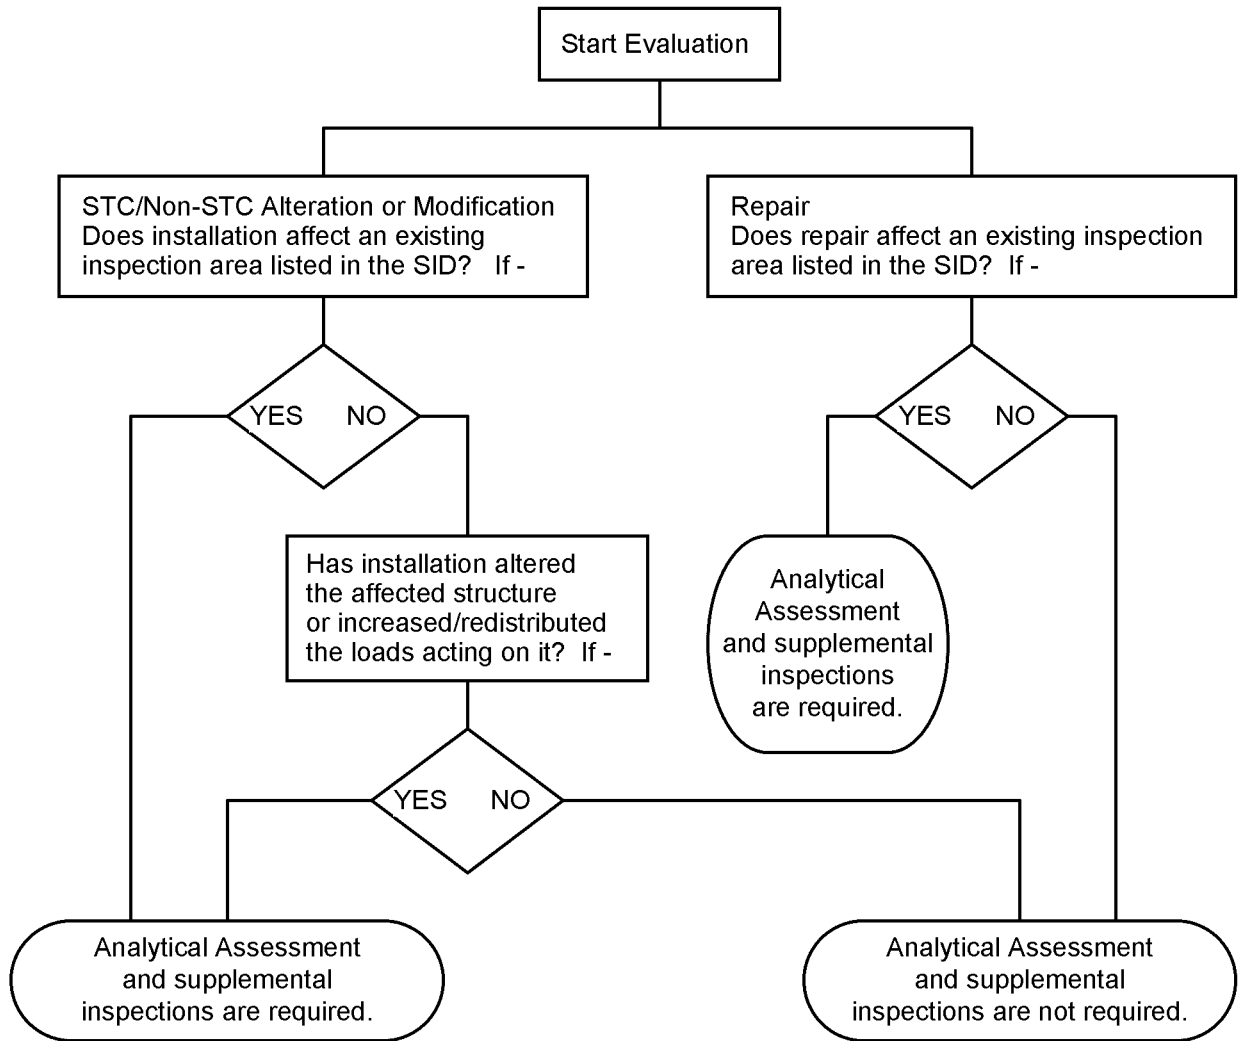 Start Evaluation
STC/Non-STC Alteration or Modification
Does installation affect an existing
inspection area listed in the SID?   If -
Repair
Does repair affect an existing inspection
area listed in the SID?  If -
YES NO
YES NO
Has installation altered
the affected structure
or increased/redistributed
the loads acting on it?  If -
Analytical
Assessment
and supplemental
inspections
are required.
YES NO
Analytical Assessment
and supplemental
inspections are required.
Analytical Assessment
and supplemental
inspections are not required.